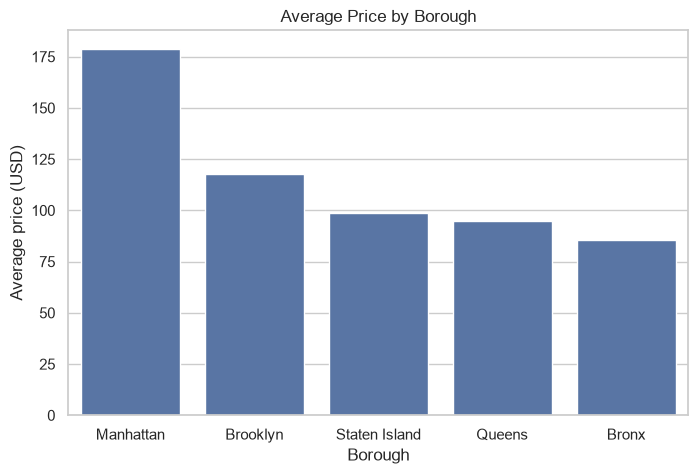 Average Price by Borough
Average price (USD)
175
150
125
100
75
50
25
0
Manhattan
Brooklyn
Staten Island
Queens
Bronx
Borough